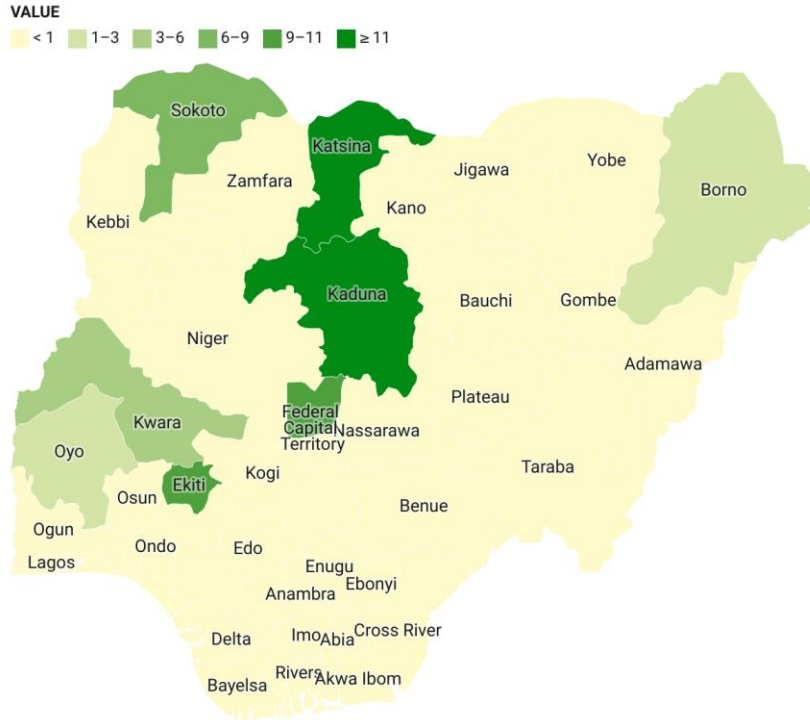 VALUE
< 1 1–3 3–6 6–9 9–11 ≥ 11
Sokoto
Katsina
Zamfara
Jigawa
Yobe
Borno
Kebbi
Kano
Kaduna
Bauchi
Gombe
Niger
Adamawa
Plateau
Federal
Capital
Territory
Nassarawa
Kwara
Oyo
Taraba
Kogi
Ekiti
Osun
Benue
Ogun
Ondo
Edo
Lagos
Enugu
Ebonyi
Anambra
Delta
Imo
Abia
Cross River
Rivers
Akwa Ibom
Bayelsa